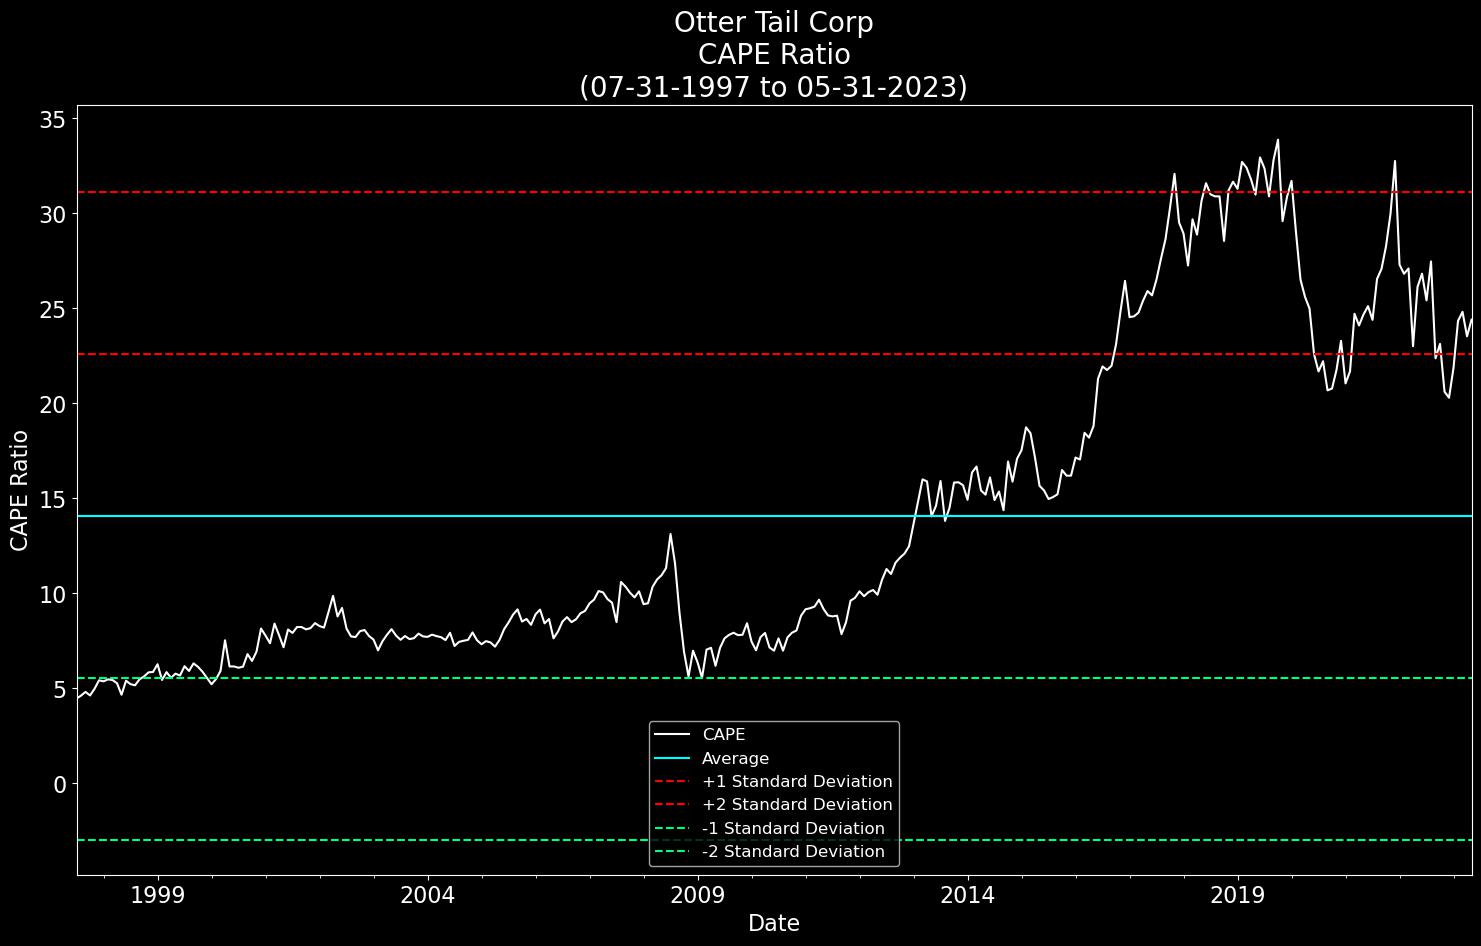 Otter Tail Corp
CAPE Ratio
(07-31-1997 to 05-31-2023)
35
30
25
20
15
10
5
0
CAPE Ratio
CAPE
Average
+1 Standard Deviation
+2 Standard Deviation
-1 Standard Deviation
-2 Standard Deviation
1999 2004 2009 2014 2019
Date